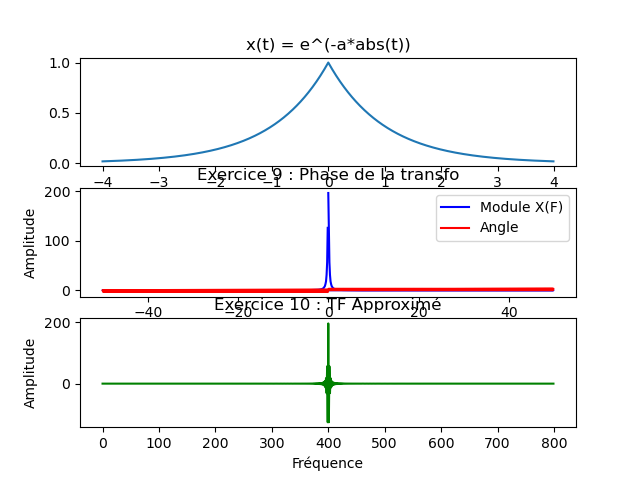 x(t) = e^(-a*abs(t))
1.0
0.5
0.0
−4 −3 −2 −1 0 1 2 3 4
Exercice 9 : Phase de la transfo
200
100
0
Amplitude
Module X(F)
Angle
−40 −20 0 20 40
Exercice 10 : TF Approximé
200
0
Amplitude
0 100 200 300 400 500 600 700 800
Fréquence